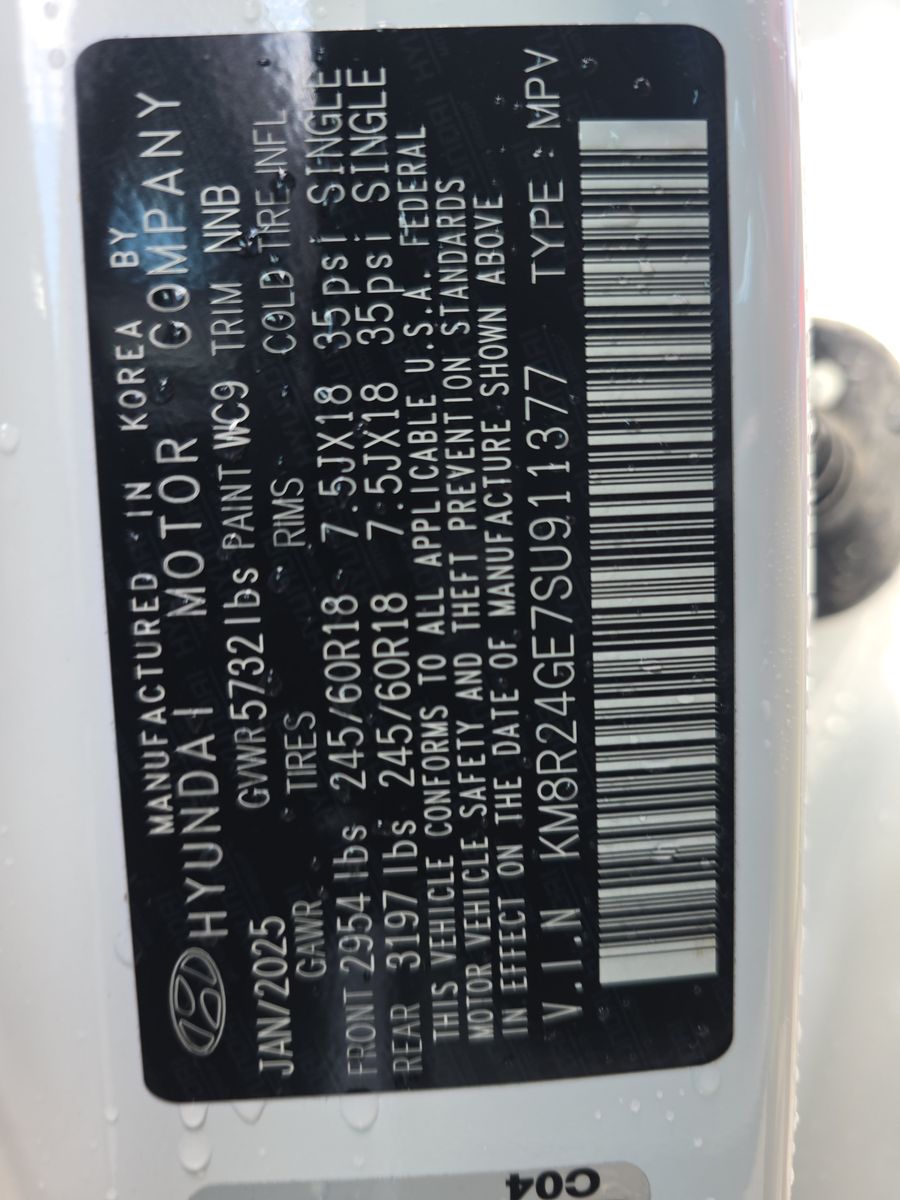 MANUFACTURED IN KOREA BY
HYUNDAI MOTOR COMPANY
JAN/2025 GVWR 5732 lbs PAINT WC9 TRIM NNB
GAWR TIRES RIMS COLD TIRE INFL
FRONT 2954 lbs 245/60R18 7.5JX18 35psi SINGLE
REAR 3197 lbs 245/60R18 7.5JX18 35psi SINGLE
THIS VEHICLE CONFORMS TO ALL APPLICABLE U.S.A. FEDERAL
MOTOR VEHICLE SAFETY AND THEFT PREVENTION STANDARDS
IN EFFECT ON THE DATE OF MANUFACTURE SHOWN ABOVE
V.I.N KM8R24GE7SU911377 TYPE : MPV
C04